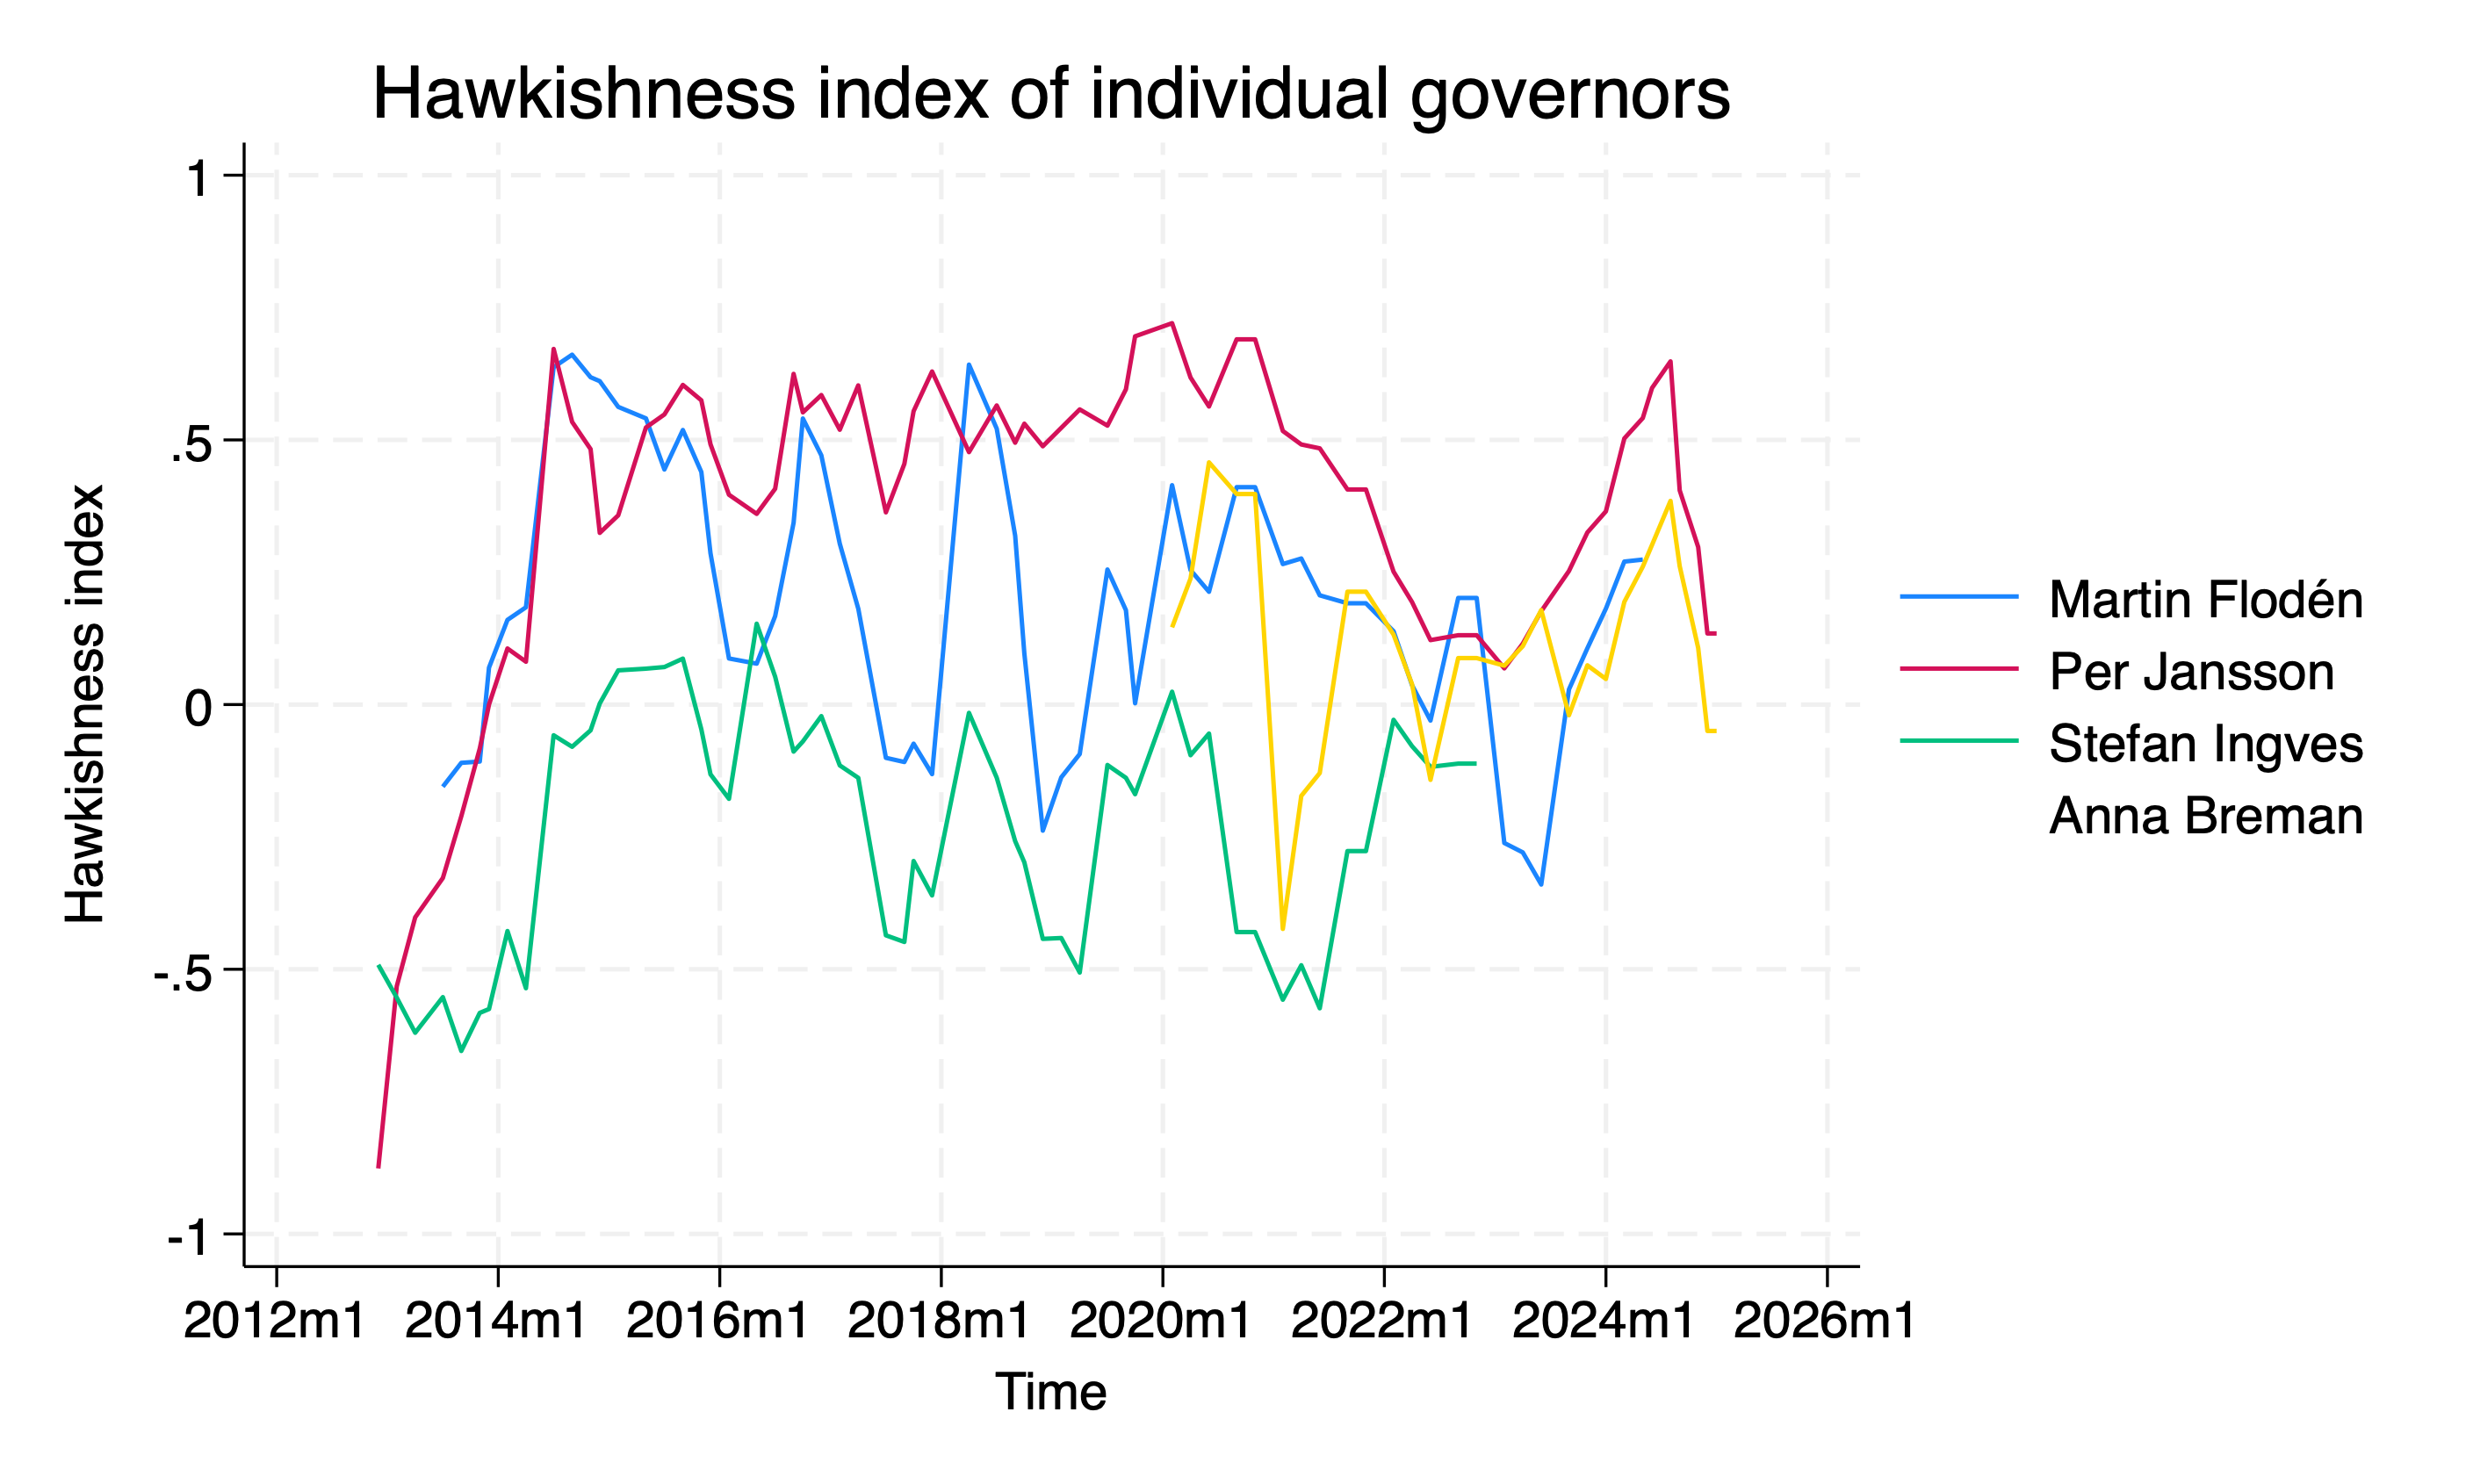 Hawkishness index of individual governors
1
.5
0
-.5
-1
Hawkishness index
2012m1 2014m1 2016m1 2018m1 2020m1 2022m1 2024m1 2026m1
Time
Martin Flodén
Per Jansson
Stefan Ingves
Anna Breman